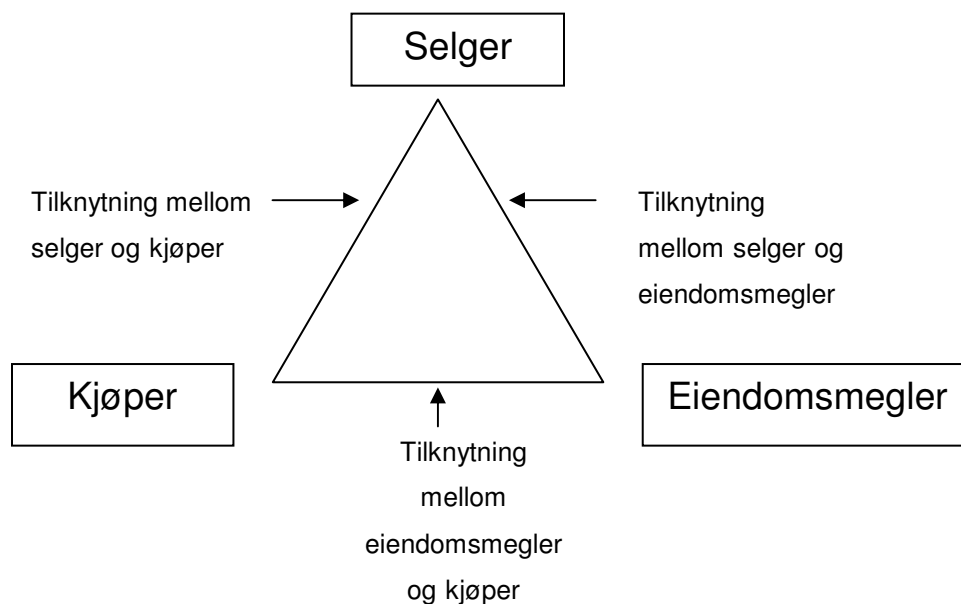 Selger
Tilknytning mellom
selger og kjøper
Tilknytning
mellom selger og
eiendomsmegler
Kjøper
Eiendomsmegler
Tilknytning
mellom
eiendomsmegler
og kjøper